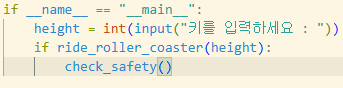 if __name__ == "__main__":
    height = int(input("키를 입력하세요 : "))
    if ride_roller_coaster(height):
        check_safety()